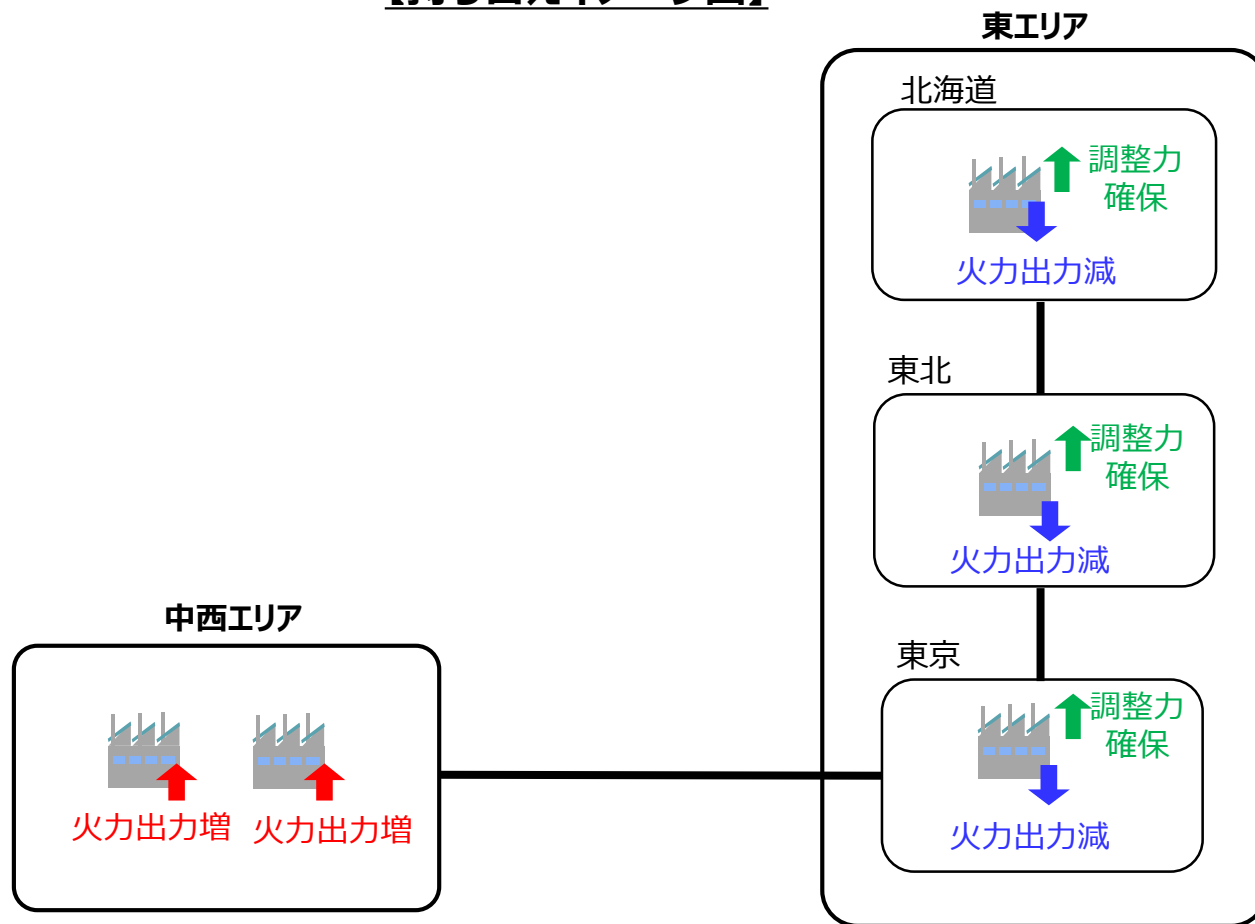 東エリア
北海道
調整力
確保
火力出力減
東北
調整力
確保
火力出力減
中西エリア
東京
調整力
確保
火力出力減
火力出力増 火力出力増